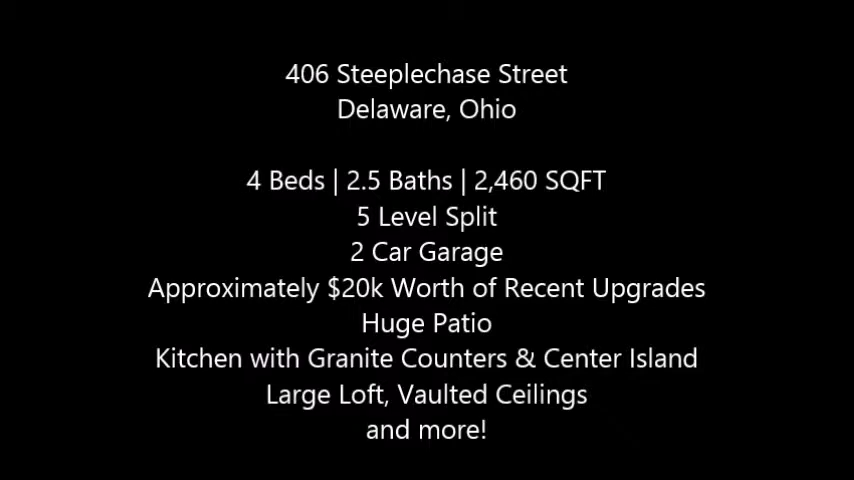 406 Steeplechase Street
Delaware, Ohio
4 Beds | 2.5 Baths | 2,460 SQFT
5 Level Split
2 Car Garage
Approximately $20k Worth of Recent Upgrades
Huge Patio
Kitchen with Granite Counters & Center Island
Large Loft, Vaulted Ceilings
and more!